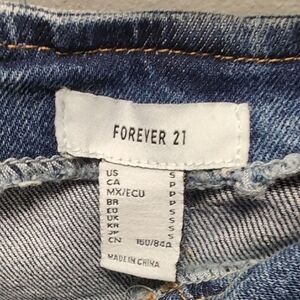 FOREVER 21
US S
CA P
MX/ECU P
BR P
EU S
UK S
KR S
JP S
CN 160/84A
MADE IN CHINA